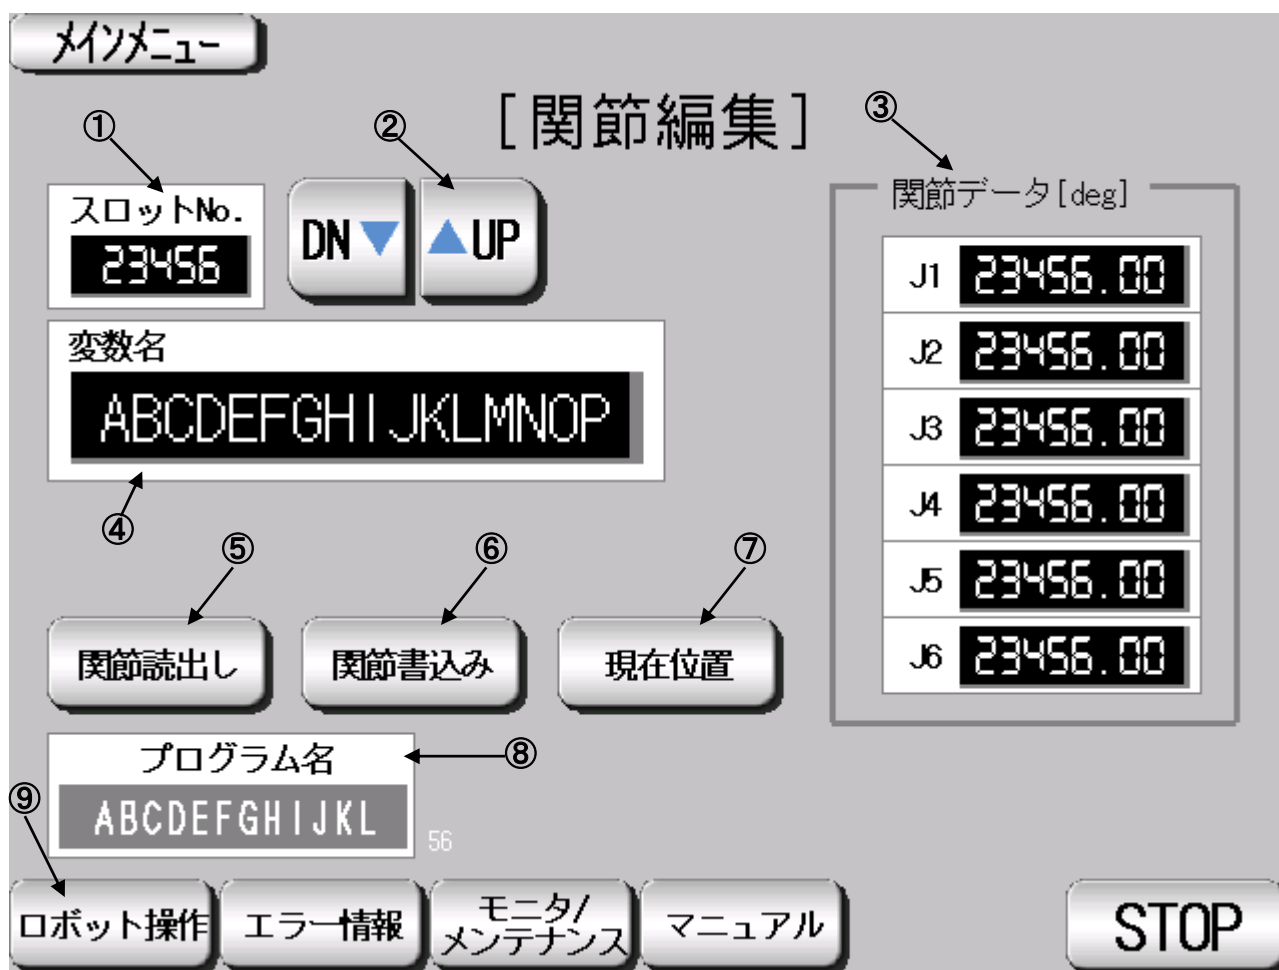 メインメニュー
[関節編集]
①
②
③
スロットNo.
23456
DN▼
▲UP
関節データ[deg]
J1 23456.00
J2 23456.00
J3 23456.00
J4 23456.00
J5 23456.00
J6 23456.00
変数名
ABCDEFGHIJKLMNOP
④
⑤
⑥
⑦
関節読出し
関節書込み
現在位置
プログラム名
⑧
⑨
ABCDEFGHIJKL
56
ロボット操作
エラー情報
モニタ/
メンテナンス
マニュアル
STOP